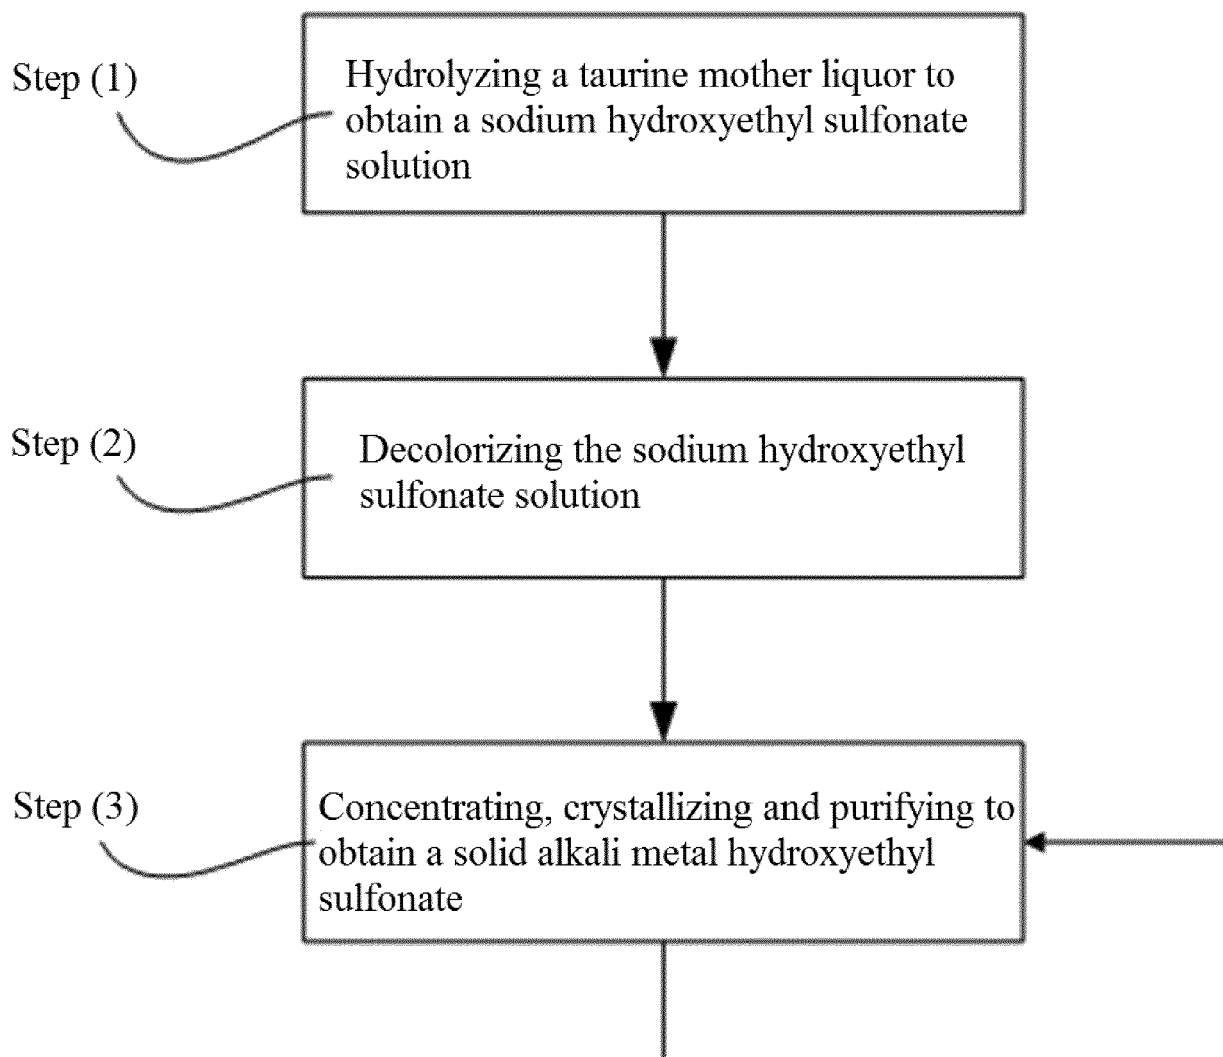 Step (1)
Hydrolyzing a taurine mother liquor to
obtain a sodium hydroxyethyl sulfonate
solution
Step (2)
Decolorizing the sodium hydroxyethyl
sulfonate solution
Step (3)
Concentrating, crystallizing and purifying to
obtain a solid alkali metal hydroxyethyl
sulfonate